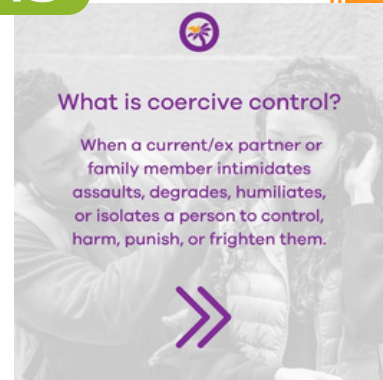 What is coercive control?
When a current/ex partner or
family member intimidates
assaults, degrades, humiliates,
or isolates a person to control,
harm, punish, or frighten them.